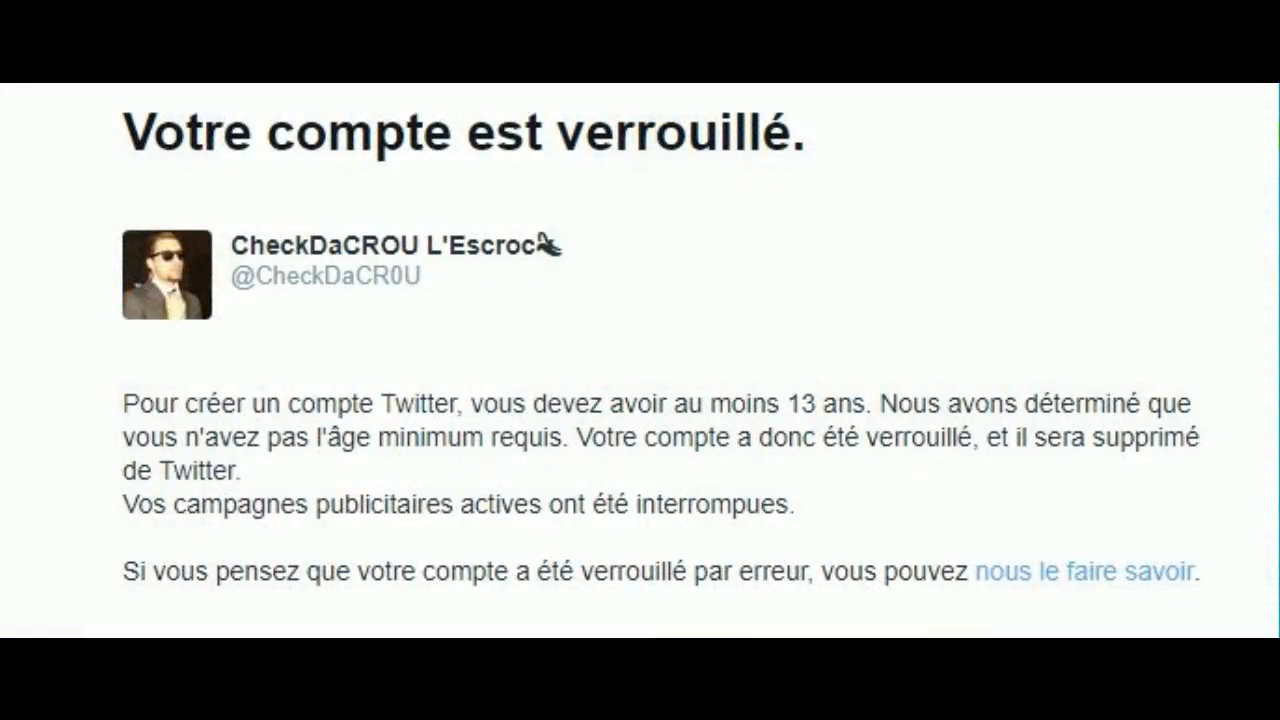 Votre compte est verrouillé.
CheckDaCROU L'Escroc
@CheckDaCR0U
Pour créer un compte Twitter, vous devez avoir au moins 13 ans. Nous avons déterminé que
vous n'avez pas l'âge minimum requis. Votre compte a donc été verrouillé, et il sera supprimé
de Twitter.
Vos campagnes publicitaires actives ont été interrompues.
Si vous pensez que votre compte a été verrouillé par erreur, vous pouvez nous le faire savoir.